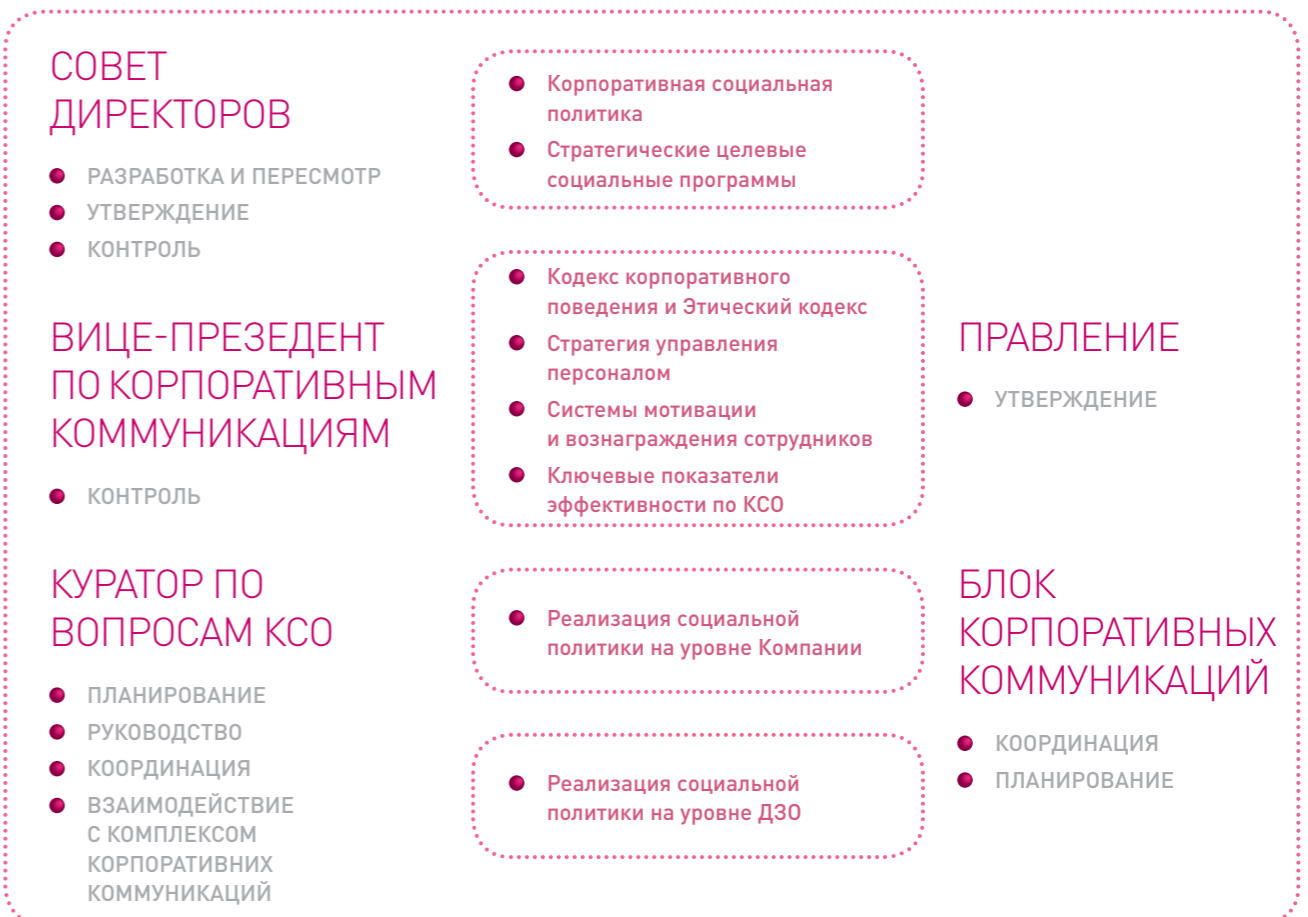 СОВЕТ
ДИРЕКТОРОВ
РАЗРАБОТКА И ПЕРЕСМОТР
УТВЕРЖДЕНИЕ
КОНТРОЛЬ
Корпоративная социальная
политика
Стратегические целевые
социальные программы
ВИЦЕ-ПРЕЗЕДЕНТ
ПО КОРПОРАТИВНЫМ
КОММУНИКАЦИЯМ
КОНТРОЛЬ
Кодекс корпоративного
поведения и Этический кодекс
Стратегия управления
персоналом
Системы мотивации
и вознаграждения сотрудников
Ключевые показатели
эффективности по КСО
ПРАВЛЕНИЕ
УТВЕРЖДЕНИЕ
КУРАТОР ПО
ВОПРОСАМ КСО
ПЛАНИРОВАНИЕ
РУКОВОДСТВО
КООРДИНАЦИЯ
ВЗАИМОДЕЙСТВИЕ
С КОМПЛЕКСОМ
КОРПОРАТИВНИХ
КОММУНИКАЦИЙ
Реализация социальной
политики на уровне Компании
Реализация социальной
политики на уровне ДЗО
БЛОК
КОРПОРАТИВНЫХ
КОММУНИКАЦИЙ
КООРДИНАЦИЯ
ПЛАНИРОВАНИЕ